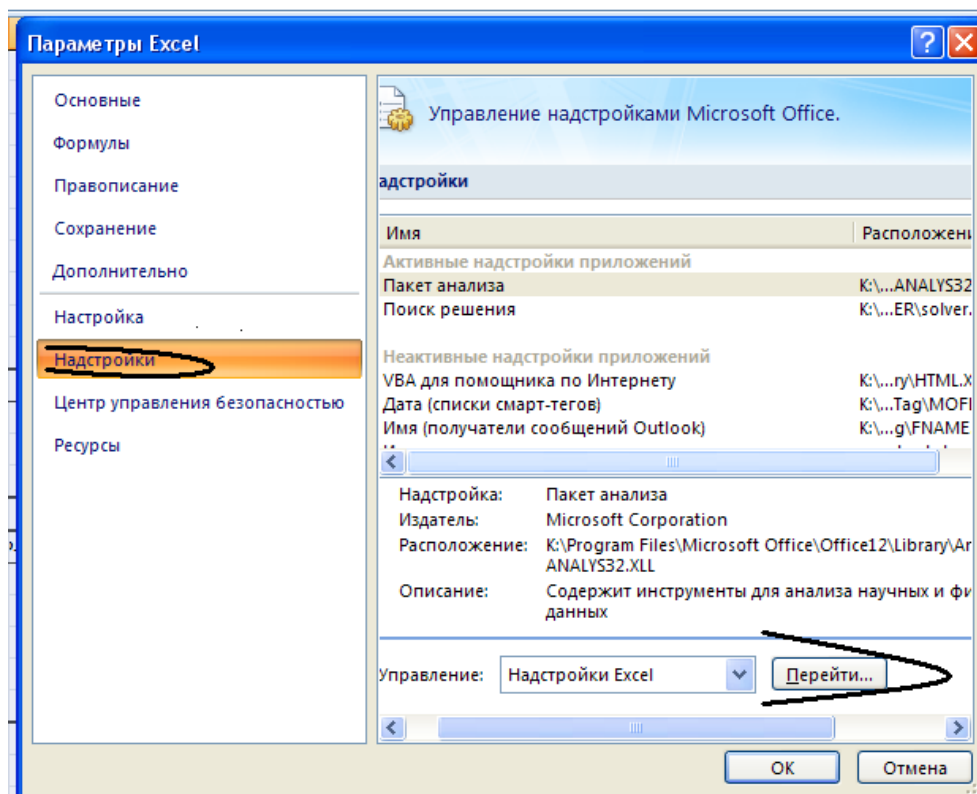 Параметры Excel
Основные
Формулы
Правописание
Сохранение
Дополнительно
Настройка
Надстройки
Центр управления безопасностью
Ресурсы
Управление надстройками Microsoft Office.
адстройки
Имя Расположени
Активные надстройки приложений
Пакет анализа K:\...ANALYS32
Поиск решения K:\...ER\solver.
Неактивные надстройки приложений
VBA для помощника по Интернету K:\...ry\HTML.X
Дата (списки смарт-тегов) K:\...Tag\MOFI
Имя (получатели сообщений Outlook) K:\...g\FNAME
Надстройка: Пакет анализа
Издатель: Microsoft Corporation
Расположение: K:\Program Files\Microsoft Office\Office12\Library\An
ANALYS32.XLL
Описание: Содержит инструменты для анализа научных и фи
данных
Управление: Надстройки Excel Перейти...
ОК Отмена